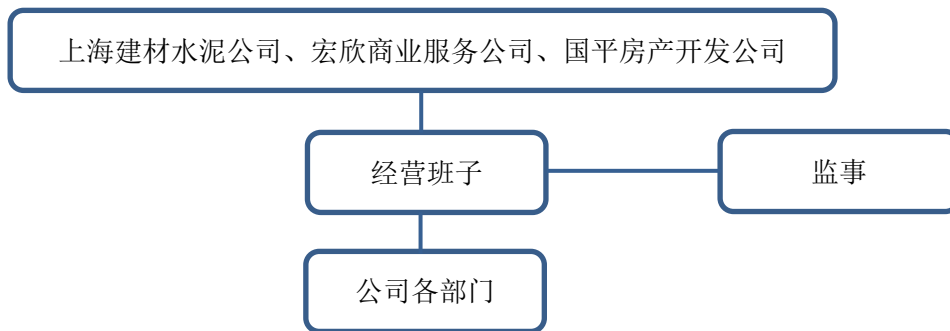 上海建材水泥公司、宏欣商业服务公司、国平房产开发公司
经营班子
监事
公司各部门